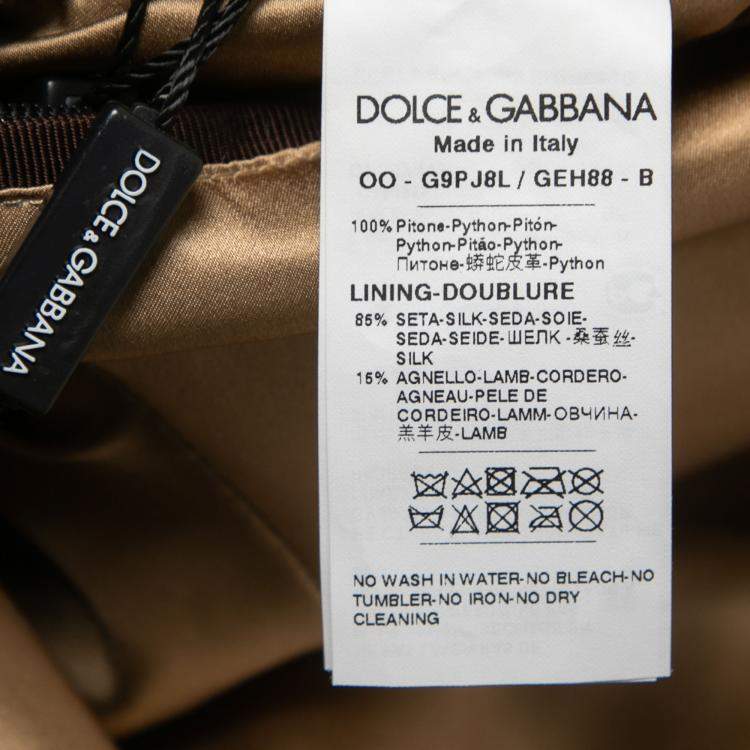 DOLCE & GABBANA
Made in Italy
OO - G9PJ8L / GEH88 - B
100% Pitone-Python-Pitón-
Python-Pitão-Python-
Питоне-蟒蛇皮革-Python
LINING-DOUBLURE
85% SETA-SILK-SEDA-SOIE-
SEDA-SEIDE-ШЕЛК -桑蚕丝-
SILK
15% AGNELLO-LAMB-CORDERO-
AGNEAU-PELE DE
CORDEIRO-LAMM-ОВЧИНА-
羔羊皮-LAMB
NO WASH IN WATER-NO BLEACH-NO
TUMBLER-NO IRON-NO DRY
CLEANING
DOLCE & GABBANA